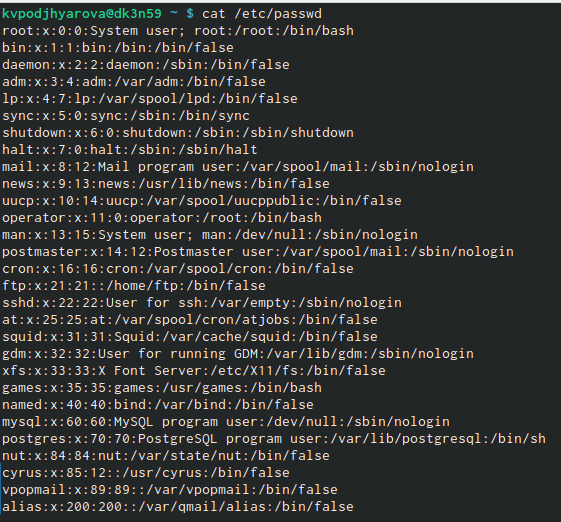 kvpodjhyarova@dk3n59 ~ $ cat /etc/passwd
root:x:0:0:System user; root:/root:/bin/bash
bin:x:1:1:bin:/bin:/bin/false
daemon:x:2:2:daemon:/sbin:/bin/false
adm:x:3:4:adm:/var/adm:/bin/false
lp:x:4:7:lp:/var/spool/lpd:/bin/false
sync:x:5:0:sync:/sbin:/bin/sync
shutdown:x:6:0:shutdown:/sbin:/sbin/shutdown
halt:x:7:0:halt:/sbin:/sbin/halt
mail:x:8:12:Mail program user:/var/spool/mail:/sbin/nologin
news:x:9:13:news:/usr/lib/news:/bin/false
uucp:x:10:14:uucp:/var/spool/uucppublic:/bin/false
operator:x:11:0:operator:/root:/bin/bash
man:x:13:15:System user; man:/dev/null:/sbin/nologin
postmaster:x:14:12:Postmaster user:/var/spool/mail:/sbin/nologin
cron:x:16:16:cron:/var/spool/cron:/bin/false
ftp:x:21:21::/home/ftp:/bin/false
sshd:x:22:22:User for ssh:/var/empty:/sbin/nologin
at:x:25:25:at:/var/spool/cron/atjobs:/bin/false
squid:x:31:31:Squid:/var/cache/squid:/bin/false
gdm:x:32:32:User for running GDM:/var/lib/gdm:/sbin/nologin
xfs:x:33:33:X Font Server:/etc/X11/fs:/bin/false
games:x:35:35:games:/usr/games:/bin/bash
named:x:40:40:bind:/var/bind:/bin/false
mysql:x:60:60:MySQL program user:/dev/null:/sbin/nologin
postgres:x:70:70:PostgreSQL program user:/var/lib/postgresql:/bin/sh
nut:x:84:84:nut:/var/state/nut:/bin/false
cyrus:x:85:12::/usr/cyrus:/bin/false
vpopmail:x:89:89::/var/vpopmail:/bin/false
alias:x:200:200::/var/qmail/alias:/bin/false